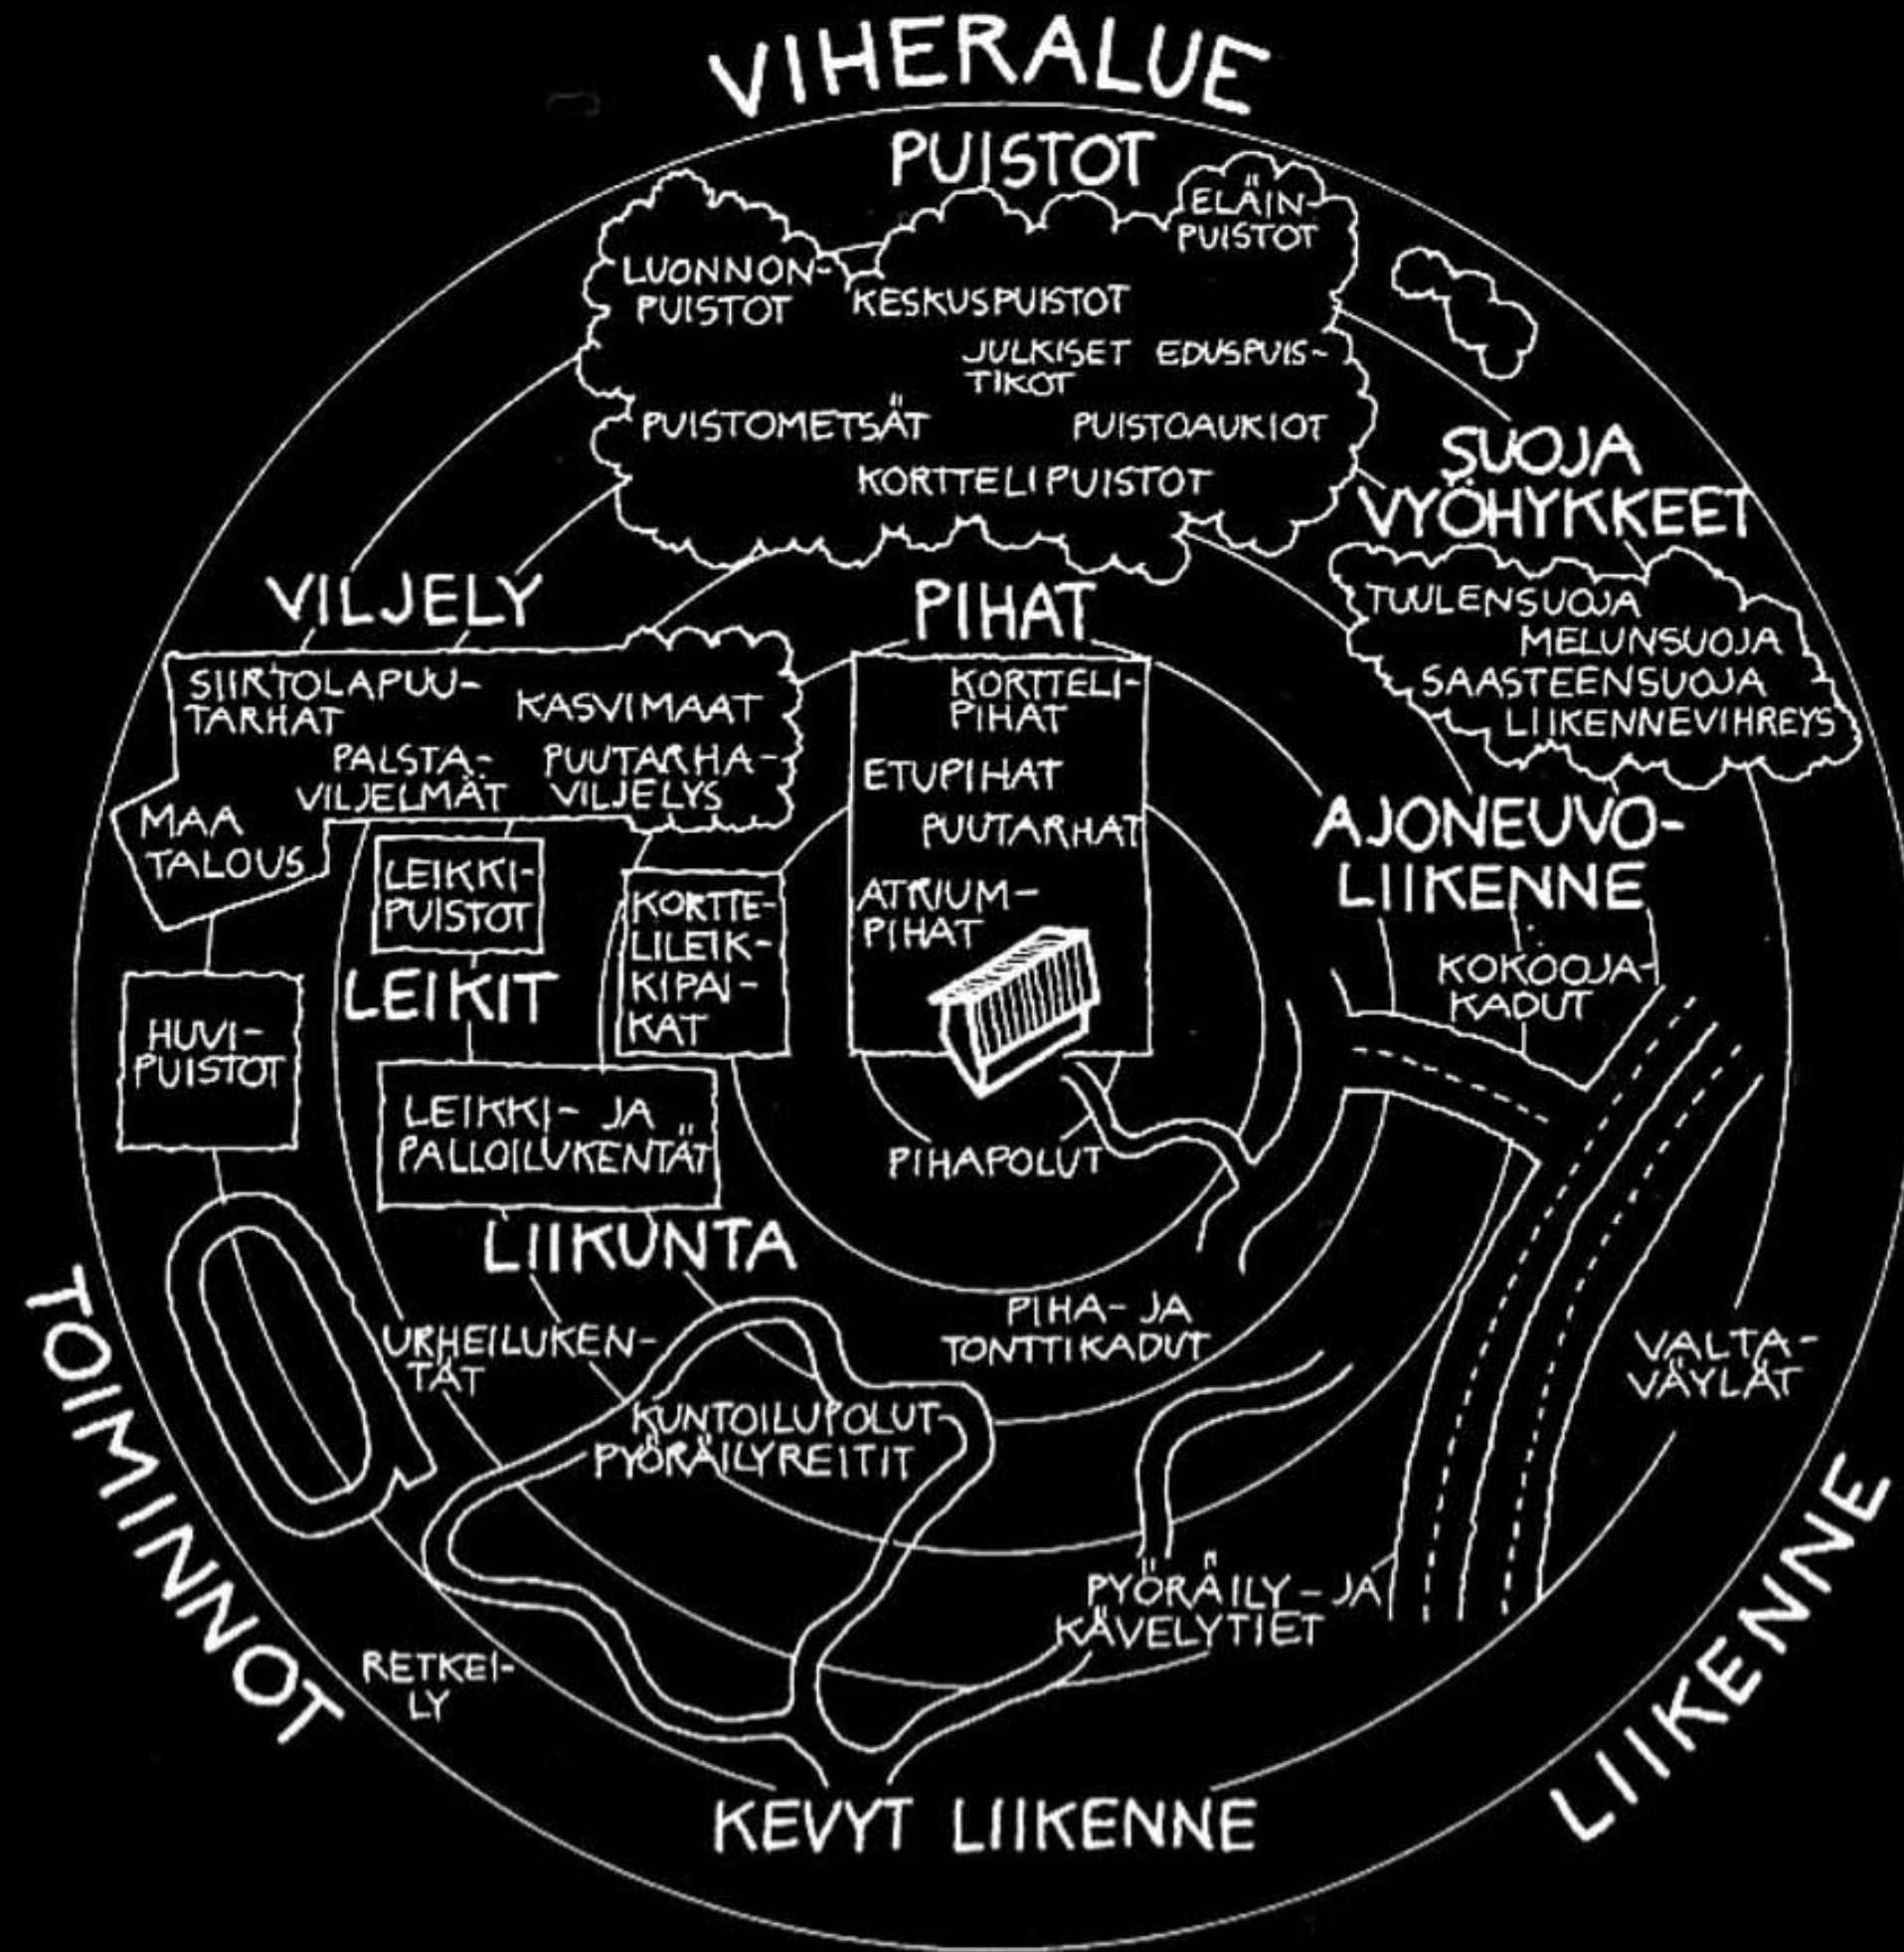 VIHERALUE
PUISTOT
ELÄIN-
PUISTOT
LUONNON-
PUISTOT
KESKUSPUISTOT
JULKISET EDUSPUIS-
TIKOT
PUISTOMETSÄT
PUISTOAUKIOT
KORTTELIPUISTOT
SUOJA
VYÖHYKKEET
TUULENSUOJA
MELUNSUOJA
SAASTEENSUOJA
LIIKENNEVIHREYS
VILJELY
SIIRTOLAPUU-
TARHAT
KASVIMAAT
PALSTA-
VILJELMÄT
PUUTARHA-
VILJELYS
MAA
TALOUS
PIHAT
KORTTELI-
PIHAT
ETUPIHAT
PUUTARHAT
ATRIUM-
PIHAT
PIHAPOLUT
LEIKKI-
PUISTOT
LEIKIT
KORTTE-
LILEIK-
KIPAI-
KAT
HUVI-
PUISTOT
LEIKKI- JA
PALLOILUKENTÄT
AJONEUVO-
LIIKENNE
KOKOOJA-
KADUT
LIIKUNTA
URHEILUKEN-
TÄT
KUNTOILUPOLUT
PYÖRÄILYREITIT
PIHA- JA
TONTTIKADUT
VALTA-
VÄYLÄT
PYÖRÄILY- JA
KÄVELYTIET
RETKEI-
LY
KEVYT LIIKENNE
TOIMINNOT
LIIKENNE